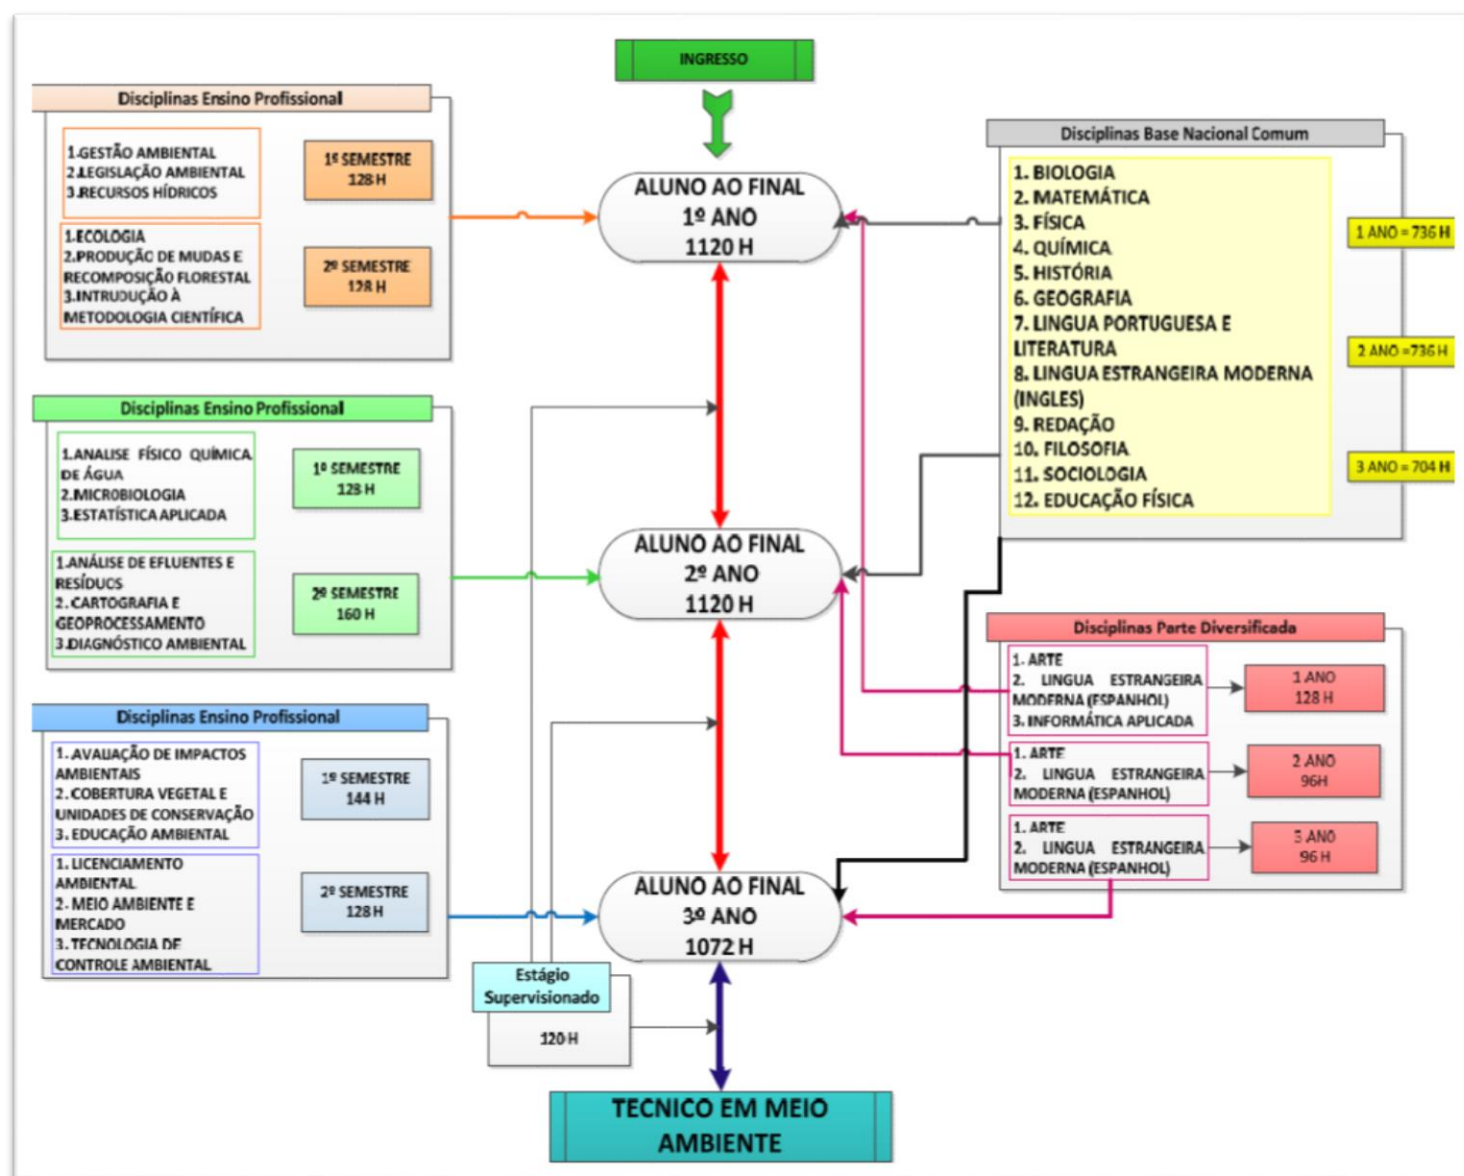 INGRESSO
Disciplinas Ensino Profissional
1.GESTÃO AMBIENTAL
2.LEGISLAÇÃO AMBIENTAL
3.RECURSOS HÍDRICOS
1º SEMESTRE
128 H
1.ECOLOGIA
2.PRODUÇÃO DE MUDAS E
RECOMPOSIÇÃO FLORESTAL
3.INTRUDUÇÃO À
METODOLOGIA CIENTÍFICA
2º SEMESTRE
128 H
ALUNO AO FINAL
1º ANO
1120 H
Disciplinas Base Nacional Comum
1. BIOLOGIA
2. MATEMÁTICA
3. FÍSICA
4. QUÍMICA
5. HISTÓRIA
6. GEOGRAFIA
7. LINGUA PORTUGUESA E
LITERATURA
8. LINGUA ESTRANGEIRA MODERNA
(INGLES)
9. REDAÇÃO
10. FILOSOFIA
11. SOCIOLOGIA
12. EDUCAÇÃO FÍSICA
1 ANO = 736 H
2 ANO =736 H
3 ANO = 704 H
Disciplinas Ensino Profissional
1.ANALISE FÍSICO QUÍMICA
DE ÁGUA
2.MICROBIOLOGIA
3.ESTATÍSTICA APLICADA
1º SEMESTRE
128 H
1.ANÁLISE DE EFLUENTES E
RESÍDUOS
2. CARTOGRAFIA E
GEOPROCESSAMENTO
3.DIAGNÓSTICO AMBIENTAL
2º SEMESTRE
160 H
ALUNO AO FINAL
2º ANO
1120 H
Disciplinas Parte Diversificada
1. ARTE
2. LINGUA ESTRANGEIRA
MODERNA (ESPANHOL)
3. INFORMÁTICA APLICADA
1 ANO
128 H
1. ARTE
2. LINGUA ESTRANGEIRA
MODERNA (ESPANHOL)
2 ANO
96H
1. ARTE
2. LINGUA ESTRANGEIRA
MODERNA (ESPANHOL)
3 ANO
96 H
Disciplinas Ensino Profissional
1. AVALIAÇÃO DE IMPACTOS
AMBIENTAIS
2. COBERTURA VEGETAL E
UNIDADES DE CONSERVAÇÃO
3. EDUCAÇÃO AMBIENTAL
1º SEMESTRE
144 H
1. LICENCIAMENTO
AMBIENTAL
2. MEIO AMBIENTE E
MERCADO
3. TECNOLOGIA DE
CONTROLE AMBIENTAL
2º SEMESTRE
128 H
ALUNO AO FINAL
3º ANO
1072 H
Estágio
Supervisionado
120 H
TECNICO EM MEIO
AMBIENTE